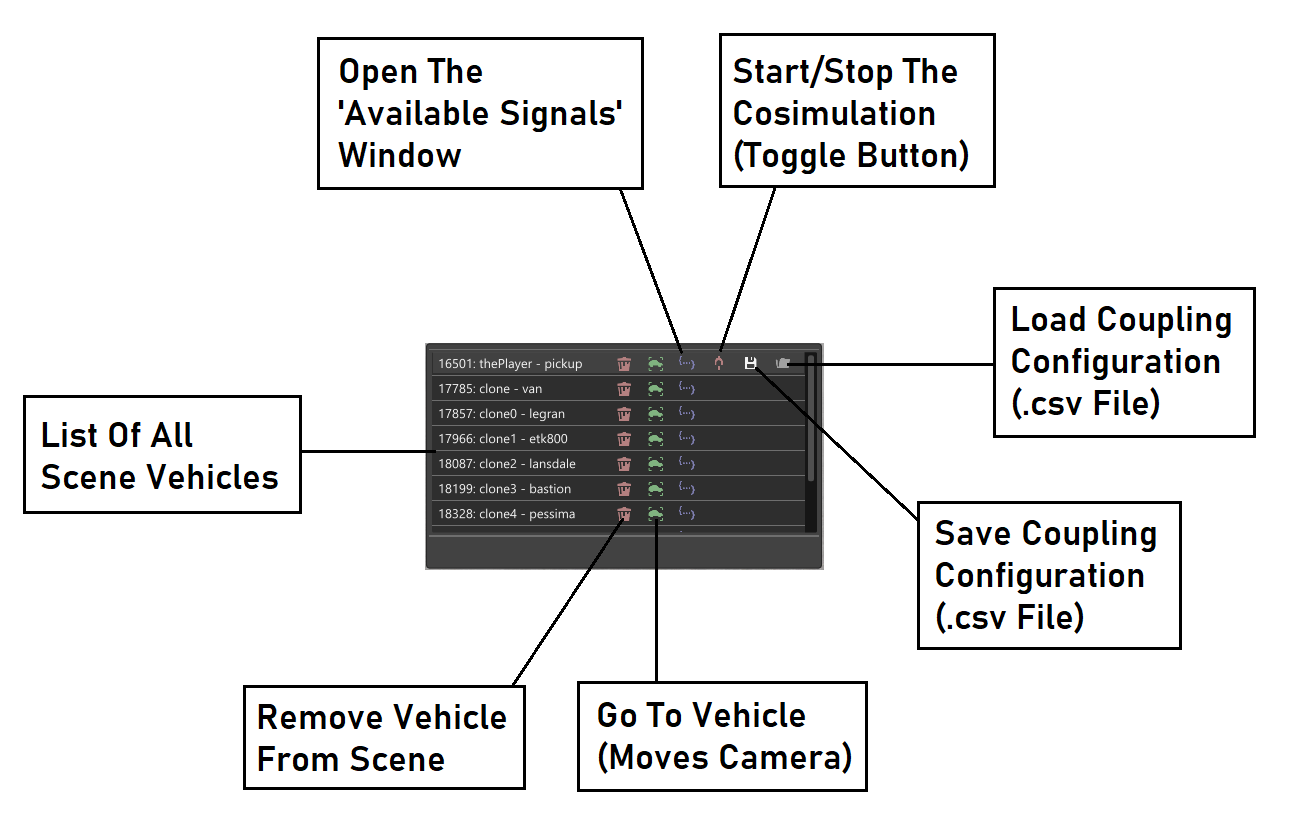 Open The
'Available Signals'
Window
Start/Stop The
Cosimulation
(Toggle Button)
Load Coupling
Configuration
(.csv File)
16501: thePlayer - pickup
17785: clone - van
17857: clone0 - legran
17966: clone1 - etk800
18087: clone2 - lansdale
18199: clone3 - bastion
18328: clone4 - pessima
List Of All
Scene Vehicles
Save Coupling
Configuration
(.csv File)
Remove Vehicle
From Scene
Go To Vehicle
(Moves Camera)